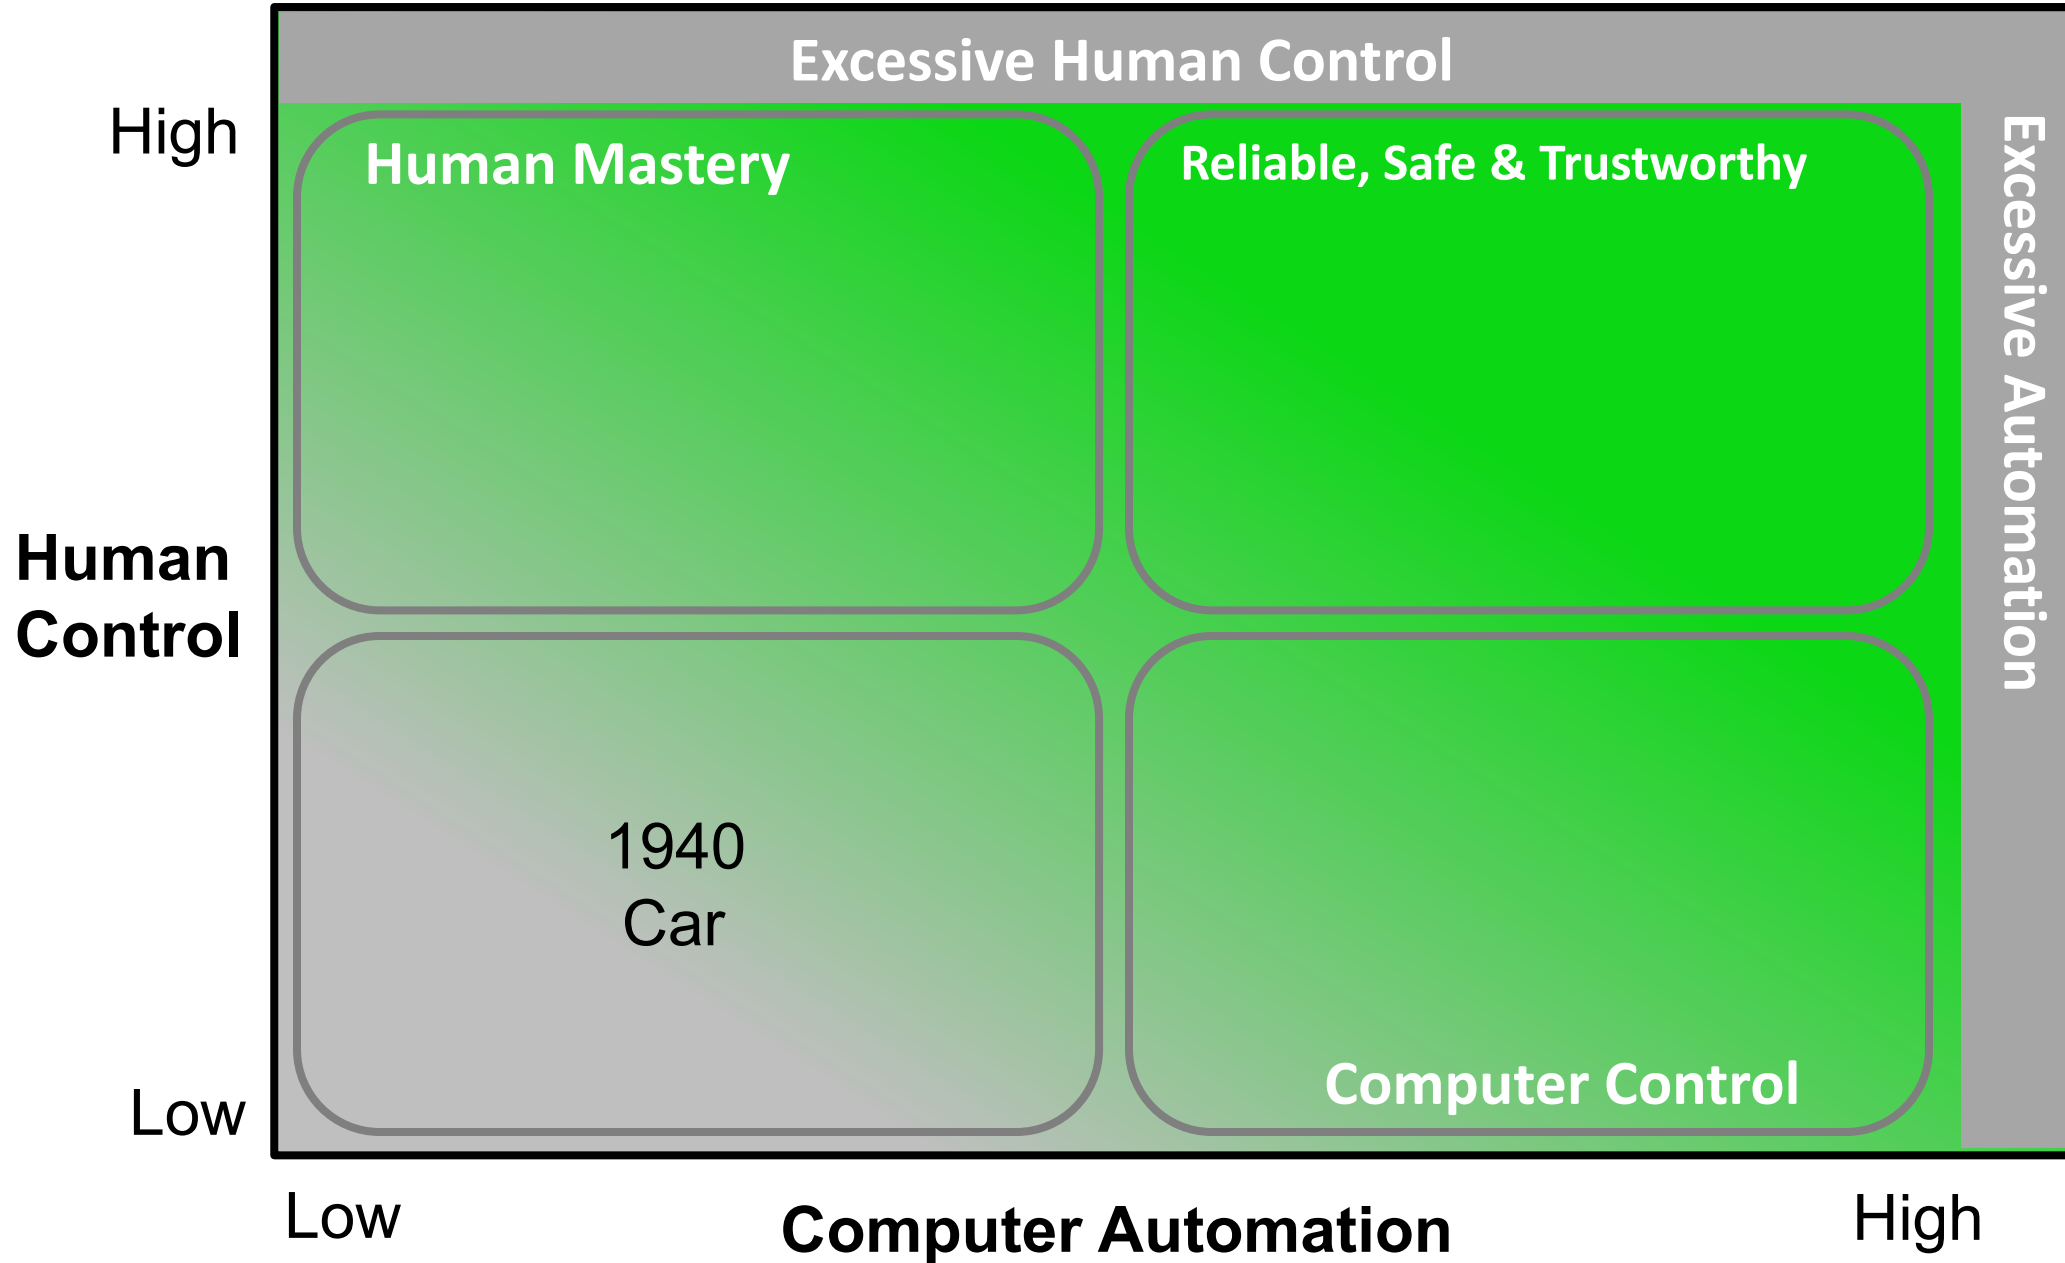 Excessive Human Control
High
Human Mastery
Reliable, Safe & Trustworthy
Excessive Automation
Human
Control
1940
Car
Computer Control
Low
Low
Computer Automation
High